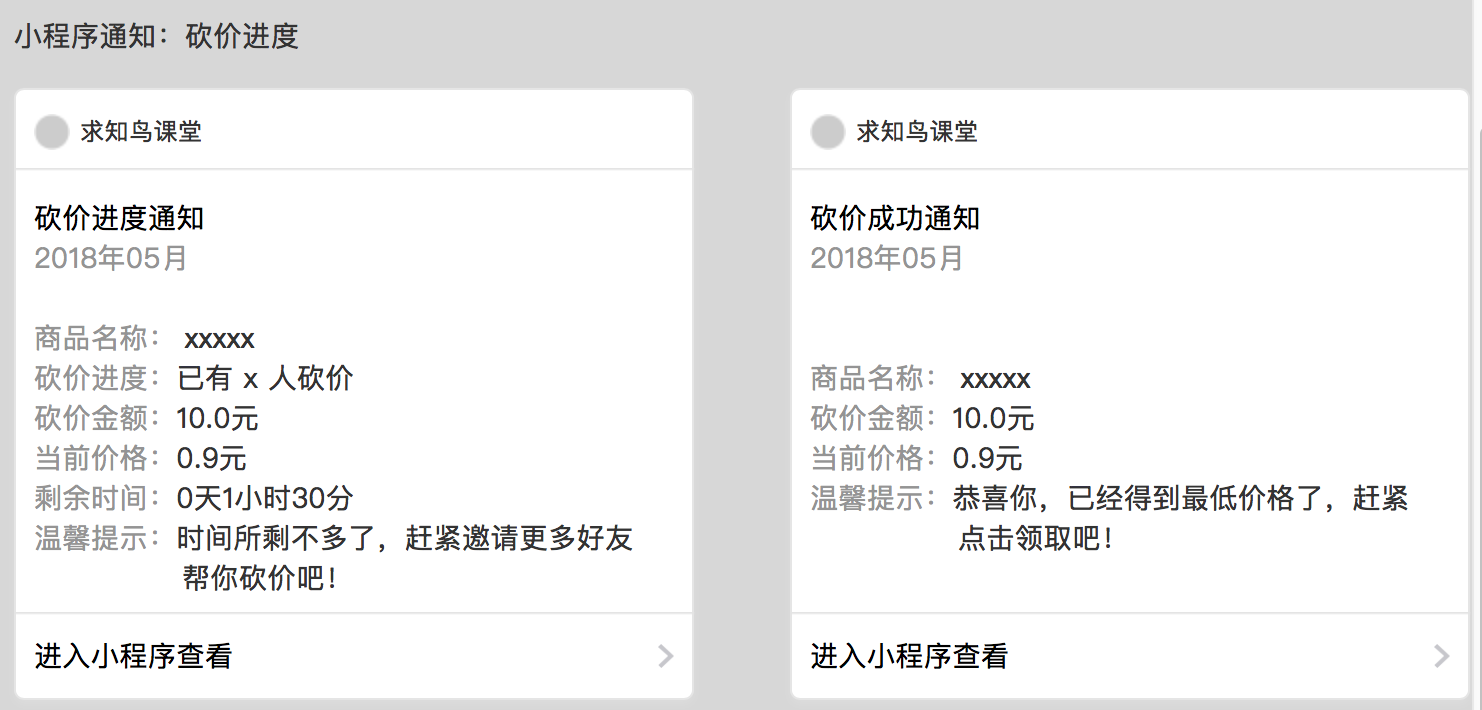 小程序通知：砍价进度
求知鸟课堂
砍价进度通知
2018年05月
商品名称： xxxxx
砍价进度：已有 x 人砍价
砍价金额：10.0元
当前价格：0.9元
剩余时间：0天1小时30分
温馨提示：时间所剩不多了，赶紧邀请更多好友
帮你砍价吧！
进入小程序查看
求知鸟课堂
砍价成功通知
2018年05月
商品名称： xxxxx
砍价金额：10.0元
当前价格：0.9元
温馨提示：恭喜你，已经得到最低价格了，赶紧
点击领取吧！
进入小程序查看